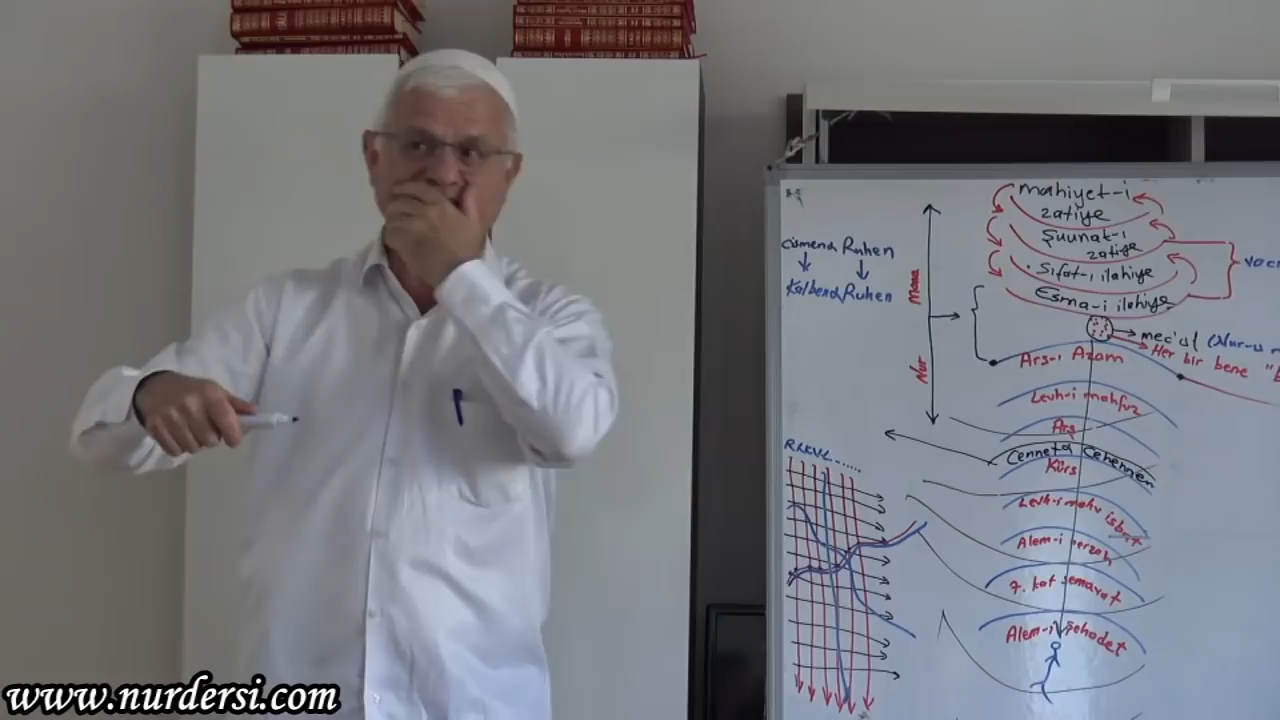 mahiyet-i
zatiye
Şuunat-ı
zatiye
Sıfat-ı ilahiye
Esma-i ilahiye
cismen Ruhen
Kalben Ruhen
Mana
Nur
Her bir bene
Arş-ı Azam
Levh-i mahfuz
Arş
Cennet Cehennem
Kürs
Levh-i mahv isbat
Alem-i berzah
7. kat semavat
Alem-i şehadet
www.nurdersi.com